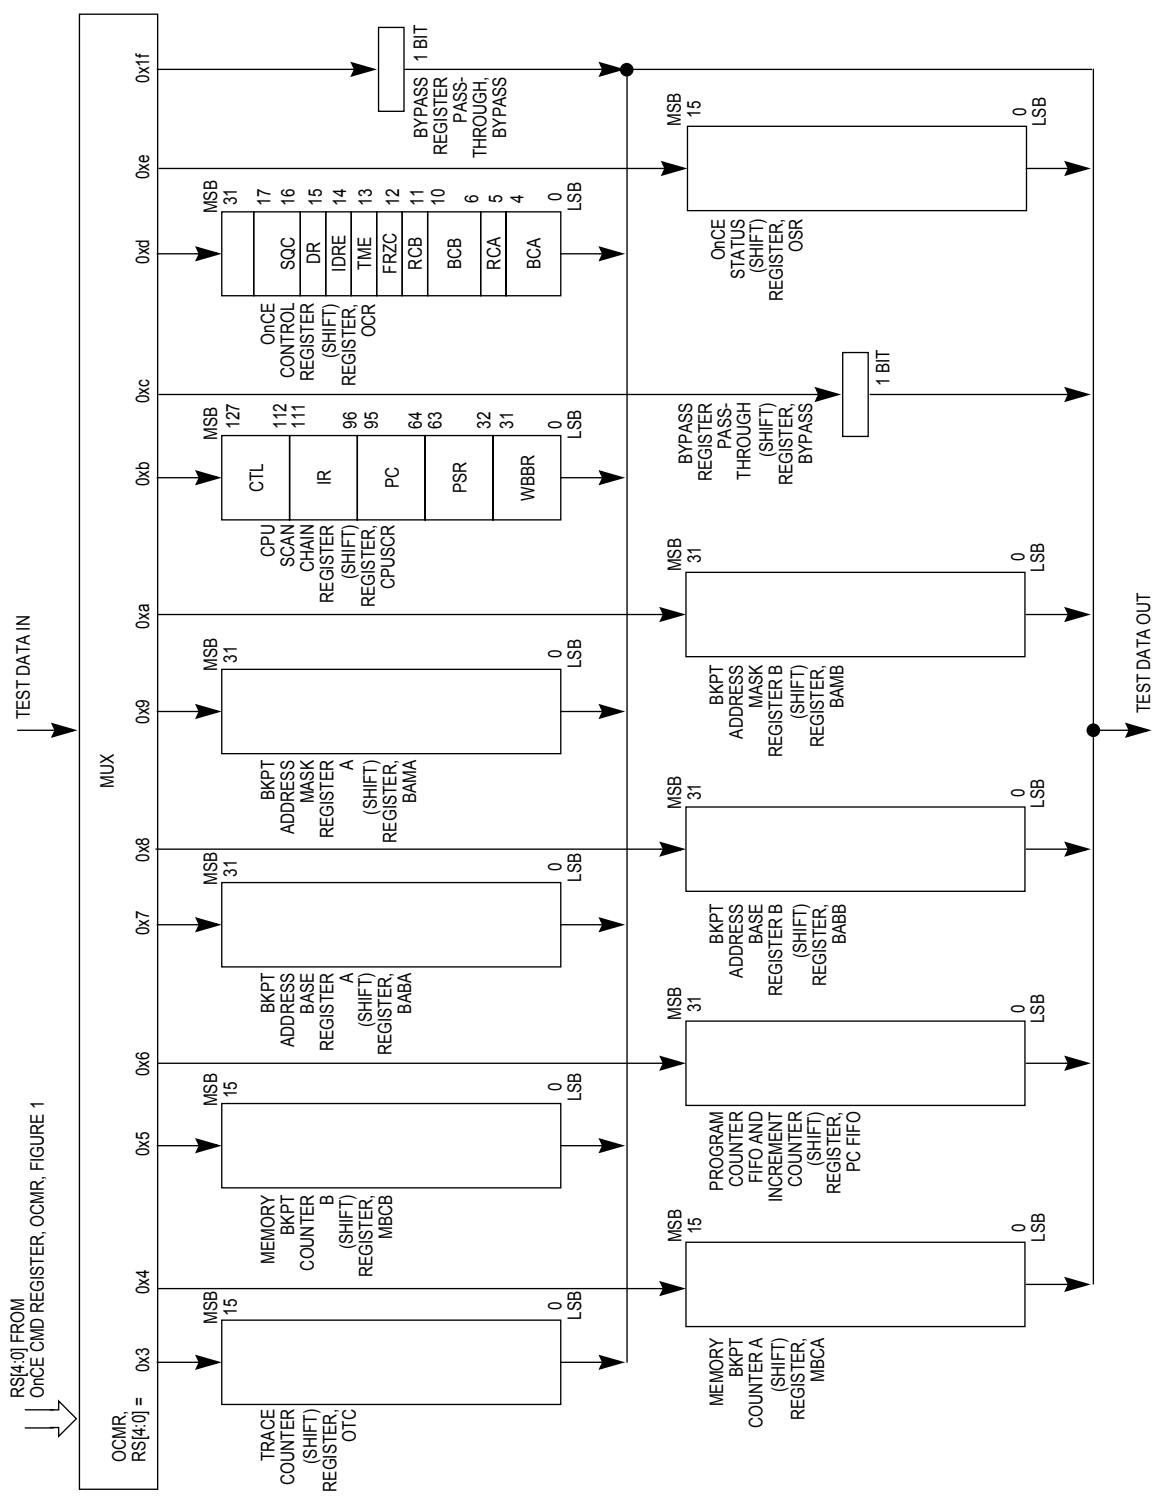 RS[4:0] FROM
OnCE CMD REGISTER, OCMR, FIGURE 1
TEST DATA IN
MUX
OCMR,
RS[4:0] =
0x3
0x4
0x5
0x6
0x7
0x8
0x9
0xa
0xb
0xc
0xd
0xe
0x1f
TRACE
COUNTER
(SHIFT)
REGISTER,
OTC
MSB
15
0
LSB
MEMORY
BKPT
COUNTER
B
(SHIFT)
REGISTER,
MBCB
MSB
15
0
LSB
BKPT
ADDRESS
BASE
REGISTER
A
(SHIFT)
REGISTER,
BABA
MSB
31
0
LSB
BKPT
ADDRESS
MASK
REGISTER
A
(SHIFT)
REGISTER,
BAMA
MSB
31
0
LSB
CPU
SCAN
CHAIN
REGISTER
(SHIFT)
REGISTER,
CPUSCR
CTL
IR
PC
PSR
WBBR
MSB
127
112
111
96
95
64
63
32
31
0
LSB
OnCE
CONTROL
REGISTER
(SHIFT)
REGISTER,
OCR
SQC
DR
IDRE
TME
FRZC
RCB
BCB
RCA
BCA
MSB
31
17
16
15
14
13
12
11
10
6
5
4
0
LSB
BYPASS
REGISTER
PASS-
THROUGH,
BYPASS
1 BIT
MEMORY
BKPT
COUNTER A
(SHIFT)
REGISTER,
MBCA
MSB
15
0
LSB
PROGRAM
COUNTER
FIFO AND
INCREMENT
COUNTER
(SHIFT)
REGISTER,
PC FIFO
MSB
31
0
LSB
BKPT
ADDRESS
BASE
REGISTER B
(SHIFT)
REGISTER,
BABB
MSB
31
0
LSB
BKPT
ADDRESS
MASK
REGISTER B
(SHIFT)
REGISTER,
BAMB
MSB
31
0
LSB
BYPASS
REGISTER
PASS-
THROUGH
(SHIFT)
REGISTER,
BYPASS
1 BIT
OnCE
STATUS
(SHIFT)
REGISTER,
OSR
MSB
15
0
LSB
TEST DATA OUT